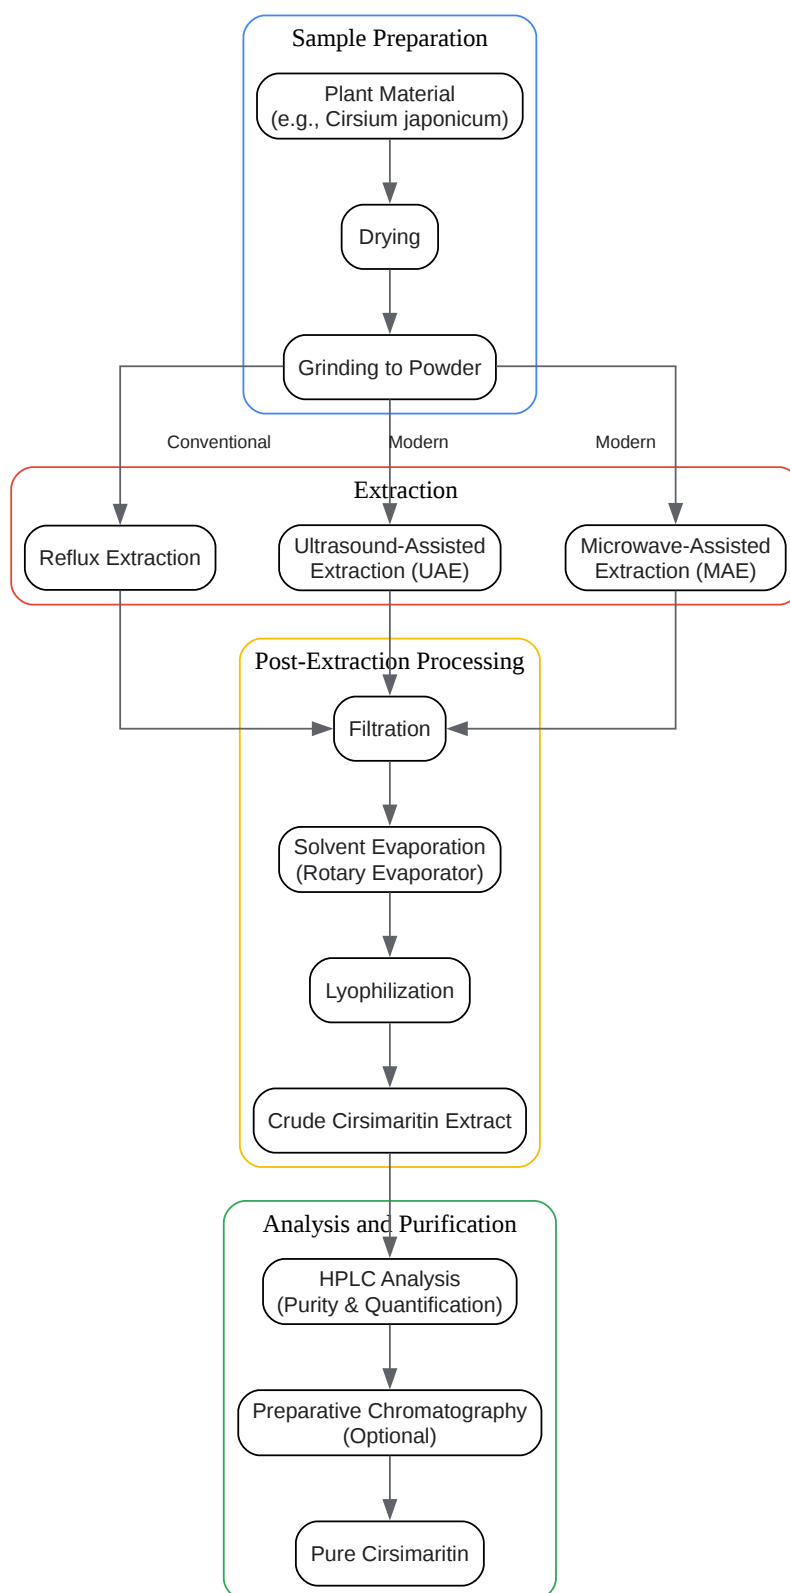 Sample Preparation
Plant Material
(e.g., Cirsium japonicum)
Drying
Grinding to Powder
Conventional
Modern
Modern
Extraction
Reflux Extraction
Ultrasound-Assisted
Extraction (UAE)
Microwave-Assisted
Extraction (MAE)
Post-Extraction Processing
Filtration
Solvent Evaporation
(Rotary Evaporator)
Lyophilization
Crude Cirsimaritin Extract
Analysis and Purification
HPLC Analysis
(Purity & Quantification)
Preparative Chromatography
(Optional)
Pure Cirsimaritin